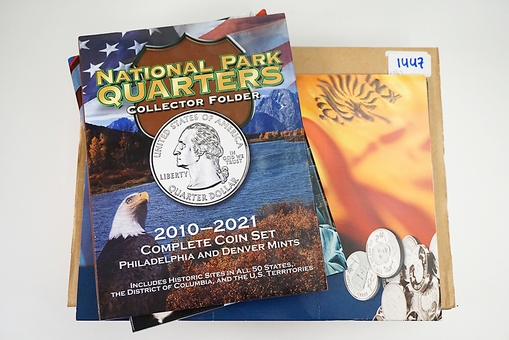 NATIONAL PARK
QUARTERS
COLLECTOR FOLDER
UNITED STATES OF AMERICA
LIBERTY
IN
GOD WE
TRUST
QUARTER DOLLAR
2010–2021
COMPLETE COIN SET
PHILADELPHIA AND DENVER MINTS
INCLUDES HISTORIC SITES IN ALL 50 STATES,
THE DISTRICT OF COLUMBIA, AND THE U.S. TERRITORIES
1447